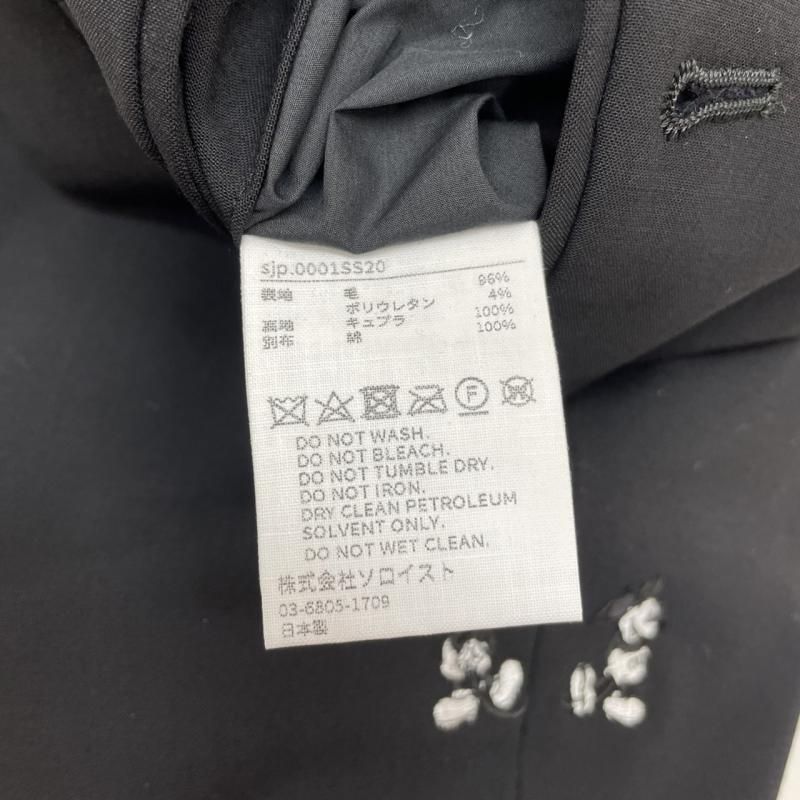 sjp.0001SS20
表地 毛 96%
ポリウレタン 4%
裏地 キュプラ 100%
別布 綿 100%
F
DO NOT WASH.
DO NOT BLEACH.
DO NOT TUMBLE DRY.
DO NOT IRON.
DRY CLEAN PETROLEUM
SOLVENT ONLY.
DO NOT WET CLEAN.
株式会社ソロイスト
03-6805-1709
日本製